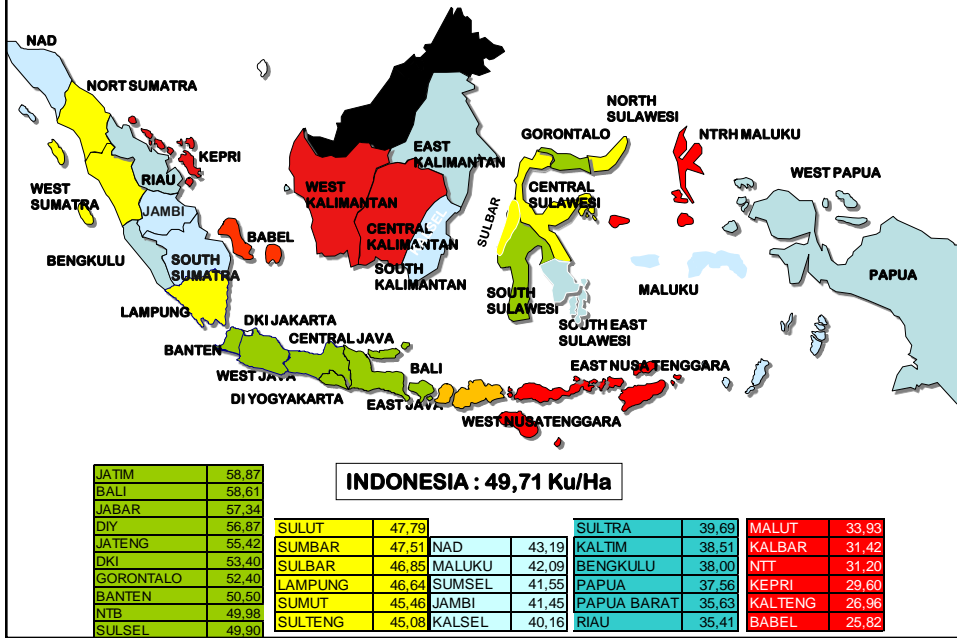 NAD
NORT SUMATRA
NORTH
SULAWESI
GORONTALO
NTRH MALUKU
KEPRI
EAST
KALIMANTAN
WEST PAPUA
RIAU
WEST
SUMATRA
WEST
KALIMANTAN
CENTRAL
SULAWESI
JAMBI
SULBAR
BABEL
CENTRAL
KALIMANTAN
BENGKULU
SOUTH
SUMATRA
SOUTH
KALIMANTAN
PAPUA
MALUKU
SOUTH
SULAWESI
LAMPUNG
DKI JAKARTA
SOUTH EAST
SULAWESI
CENTRAL JAVA
BANTEN
BALI
EAST NUSA TENGGARA
WEST JAVA
DI YOGYAKARTA
EAST JAVA
WEST NUSATENGGARA
INDONESIA : 49,71 Ku/Ha
JATIM 58,87
BALI 58,61
JABAR 57,34
DIY 56,87
JATENG 55,42
DKI 53,40
GORONTALO 52,40
BANTEN 50,50
NTB 49,98
SULSEL 49,90
SULUT 47,79
SUMBAR 47,51
SULBAR 46,85
LAMPUNG 46,64
SUMUT 45,46
SULTENG 45,08
NAD 43,19
MALUKU 42,09
SUMSEL 41,55
JAMBI 41,45
KALSEL 40,16
SULTRA 39,69
KALTIM 38,51
BENGKULU 38,00
PAPUA 37,56
PAPUA BARAT 35,63
RIAU 35,41
MALUT 33,93
KALBAR 31,42
NTT 31,20
KEPRI 29,60
KALTENG 26,96
BABEL 25,82